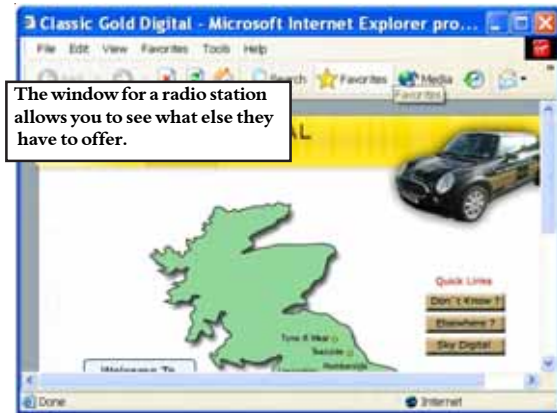 Classic Gold Digital - Microsoft Internet Explorer pro...
File Edit View Favorites Tools Help
Search Favorites Media
Favorites
The window for a radio station
allows you to see what else they
have to offer.
AL
Quick Links
Don't Know ?
Elsewhere ?
Sky Digital
Tyne & Wear
Teesside
Humberside
Welcome To
Done Internet